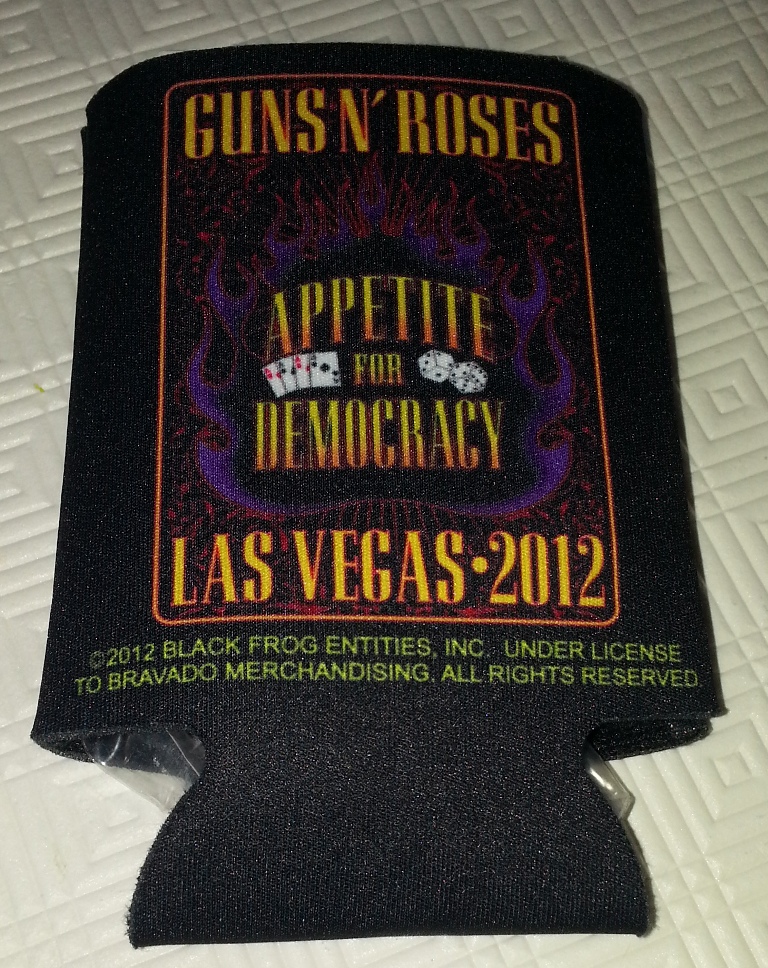 GUNS N' ROSES
APPETITE
FOR
DEMOCRACY
LAS VEGAS•2012
©2012 BLACK FROG ENTITIES, INC. UNDER LICENSE
TO BRAVADO MERCHANDISING. ALL RIGHTS RESERVED